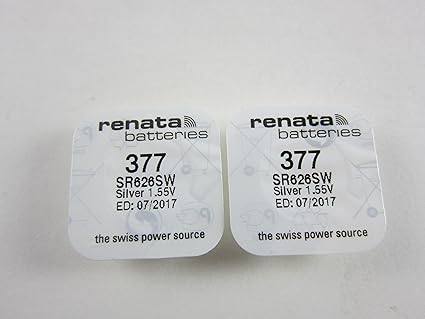 renata
batteries
377
SR626SW
Silver 1.55V
ED: 07/2017
the swiss power source
renata
batteries
377
SR626SW
Silver 1.55V
ED: 07/2017
the swiss power source